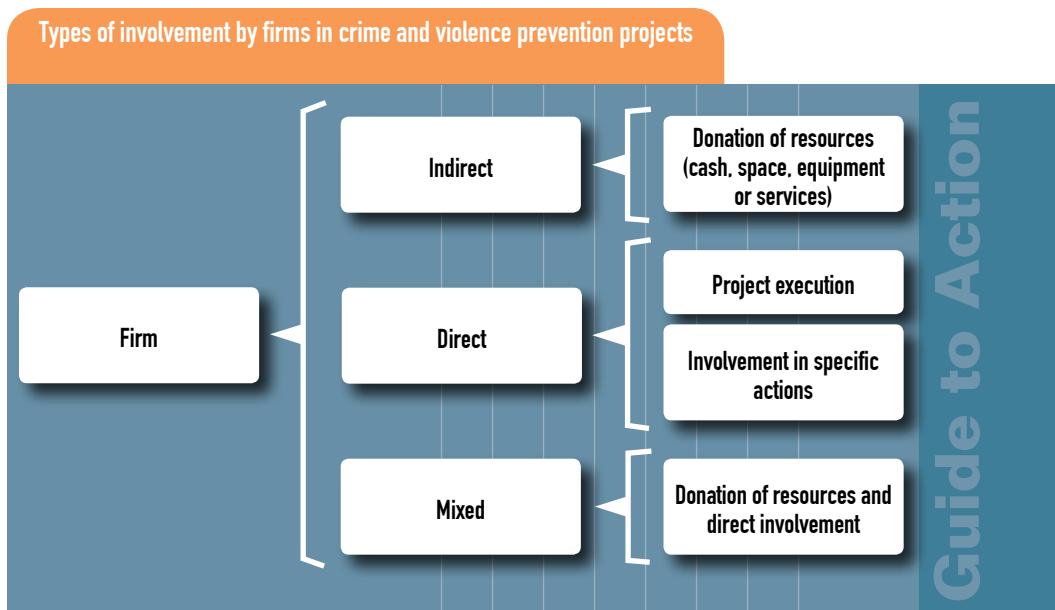 Types of involvement by firms in crime and violence prevention projects
Firm
Indirect
Donation of resources
(cash, space, equipment
or services)
Direct
Project execution
Involvement in specific
actions
Mixed
Donation of resources and
direct involvement
Guide to Action